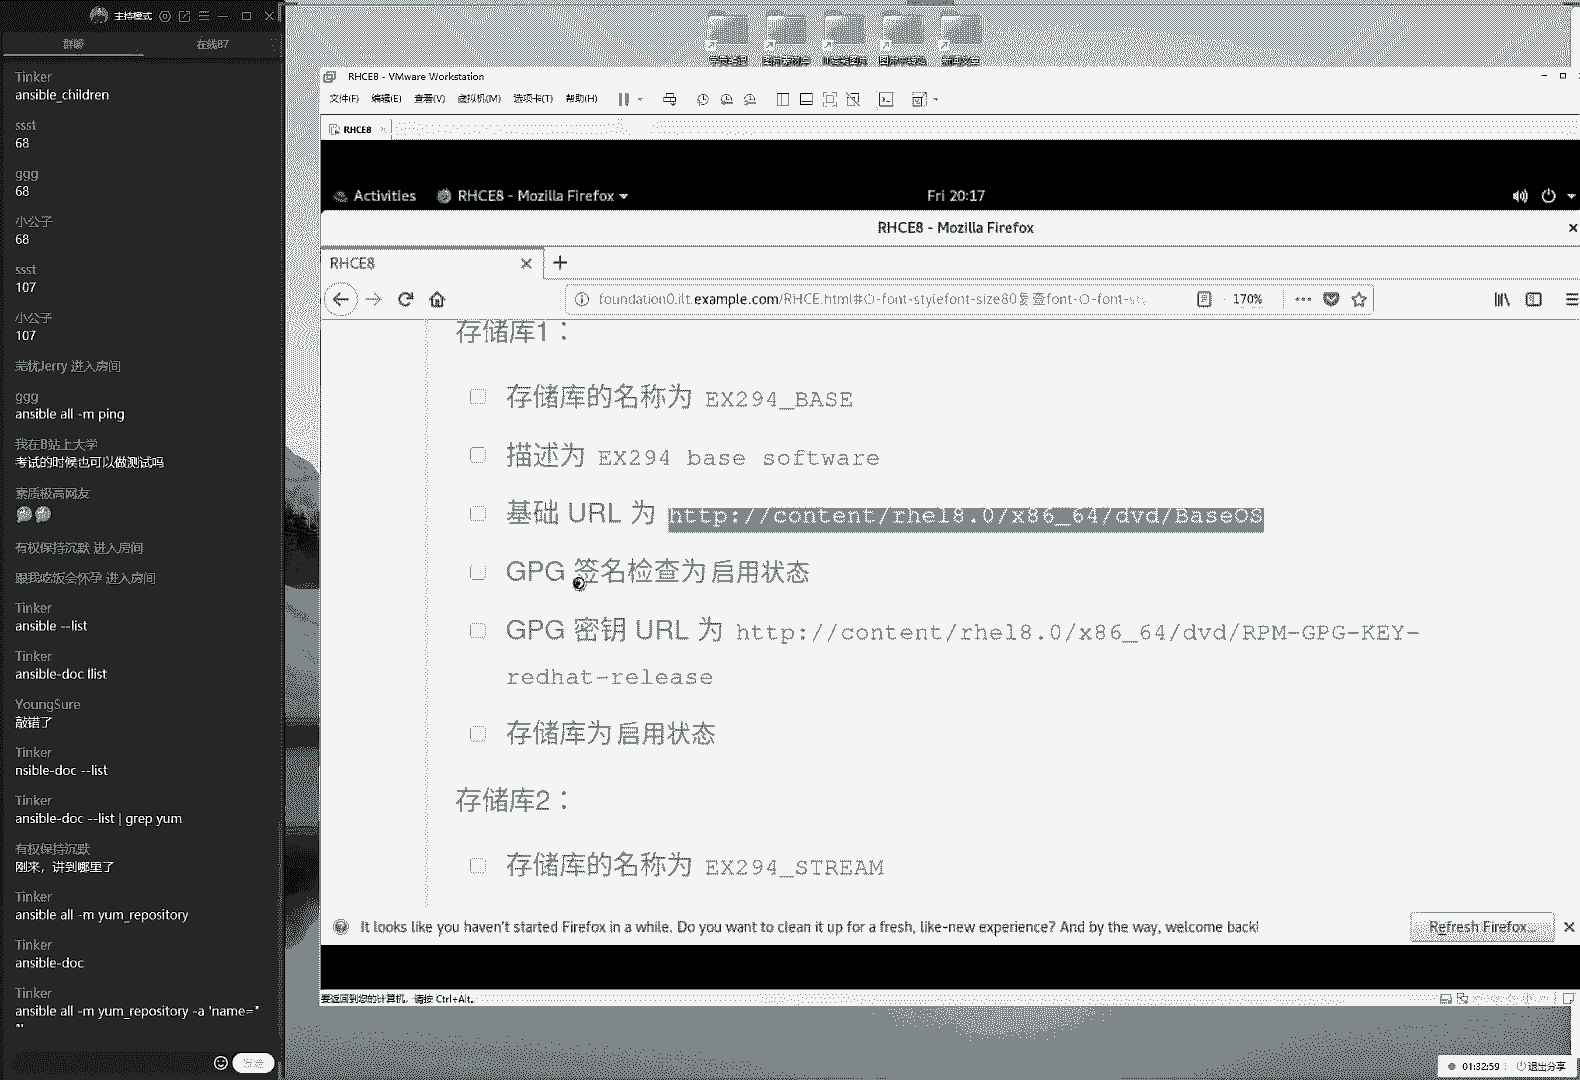 主持模式
群聊
在线87
Tinker
ansible_children
ssst
68
ggg
68
小公子
68
ssst
107
小公子
107
Jerry 进入房间
ggg
ansible all -m ping
我在B站上大学
考试的时候也可以做测试吗
素质极高网友
有权保持沉默 进入房间
跟我吃饭会怀孕 进入房间
Tinker
ansible --list
Tinker
ansible-doc llist
YoungSure
敲错了
Tinker
nsible-doc --list
Tinker
ansible-doc --list | grep yum
有权保持沉默
刚来，讲到哪里了
Tinker
ansible all -m yum_repository
Tinker
ansible-doc
Tinker
ansible all -m yum_repository -a 'name="
"'
RHCE8 - VMware Workstation
文件(F) 编辑(E) 查看(V) 虚拟机(M) 选项卡(T) 帮助(H)
RHCE8
Activities RHCE8 - Mozilla Firefox Fri 20:17
RHCE8 - Mozilla Firefox
RHCE8
foundation0.ilt.example.com/RHCE.html#O-font-stylefont-size80复查font-O-font-
170%
存储库1：
存储库的名称为 EX294_BASE
描述为 EX294 base software
基础 URL 为 http://content/rhel8.0/x86_64/dvd/BaseOS
GPG 签名检查为 启用状态
GPG 密钥 URL 为 http://content/rhel8.0/x86_64/dvd/RPM-GPG-KEY-
redhat-release
存储库为 启用状态
存储库2：
存储库的名称为 EX294_STREAM
It looks like you haven't started Firefox in a while. Do you want to clean it up for a fresh, like-new experience? And by the way, welcome back!
Refresh Firefox...
要返回到您的计算机，请按 Ctrl+Alt。
01:32:59
退出分享